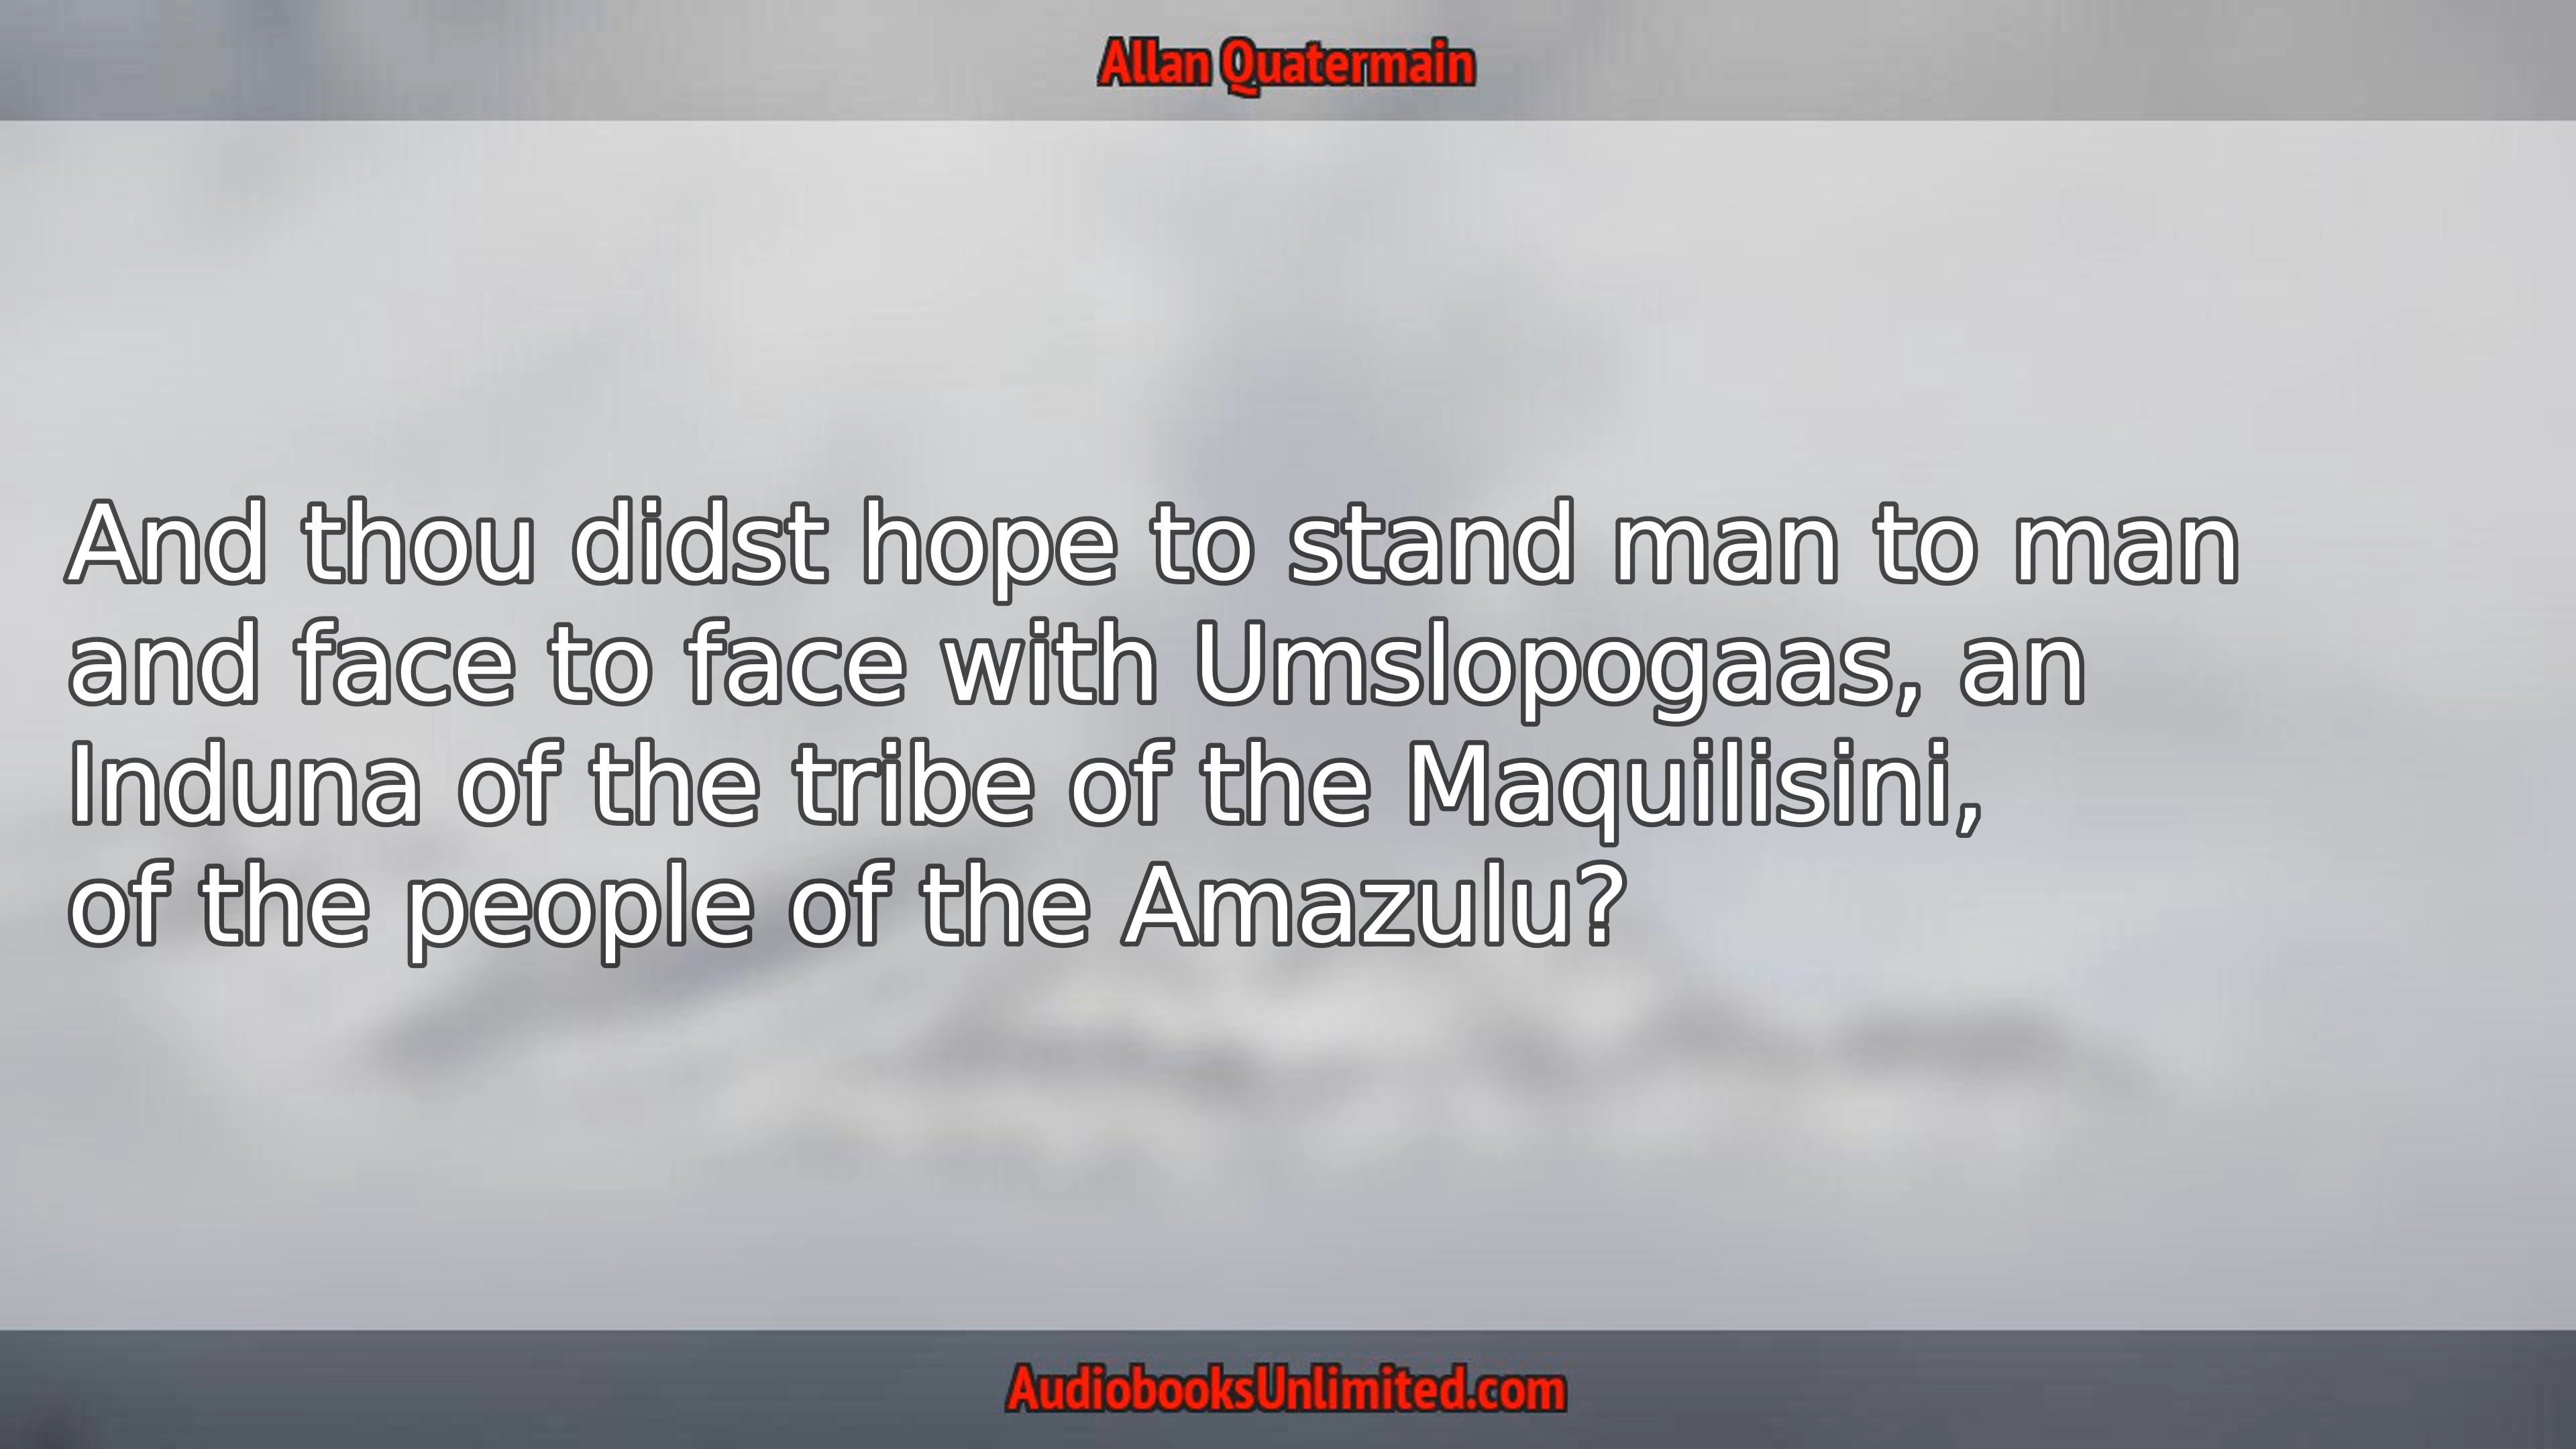 Allan Quatermain
And thou didst hope to stand man to man
and face to face with Umslopogaas, an
Induna of the tribe of the Maquilisini,
of the people of the Amazulu?
AudiobooksUnlimited.com